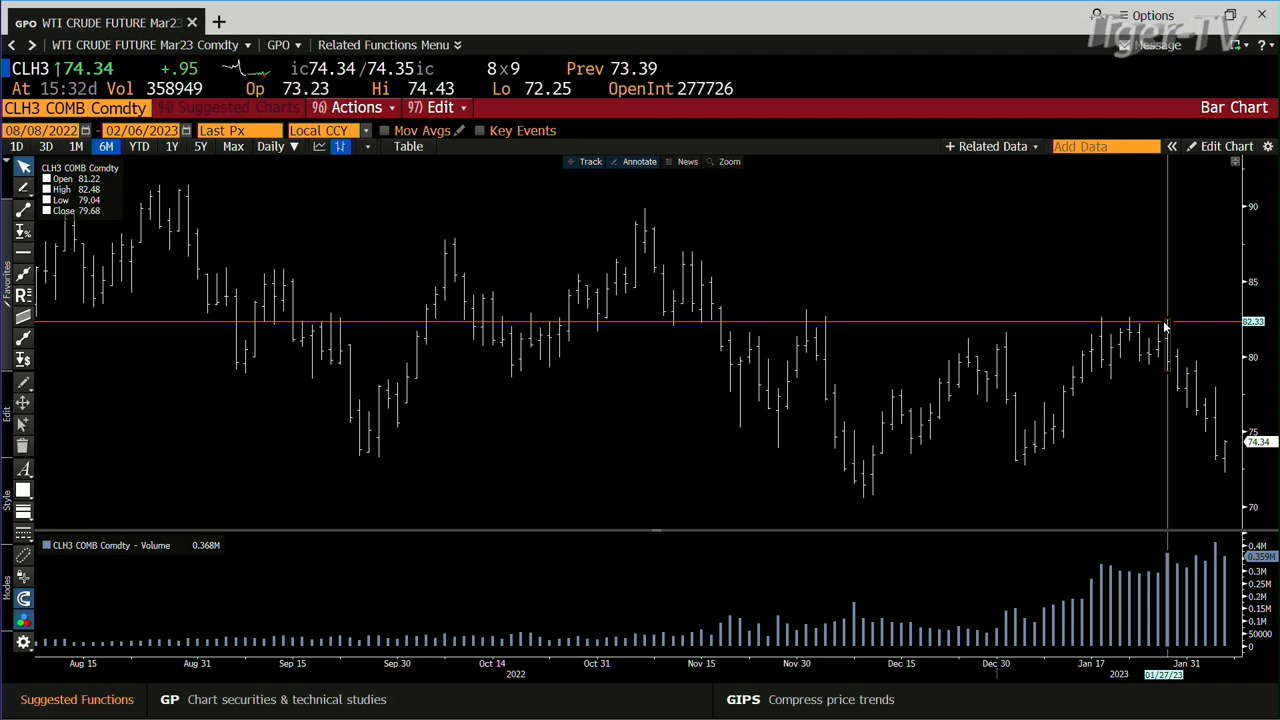 GPO WTI CRUDE FUTURE Mar23
Options
Tiger-TV
WTI CRUDE FUTURE Mar23 Comdty GPO Related Functions Menu
Message
CLH3 ↑74.34 +.95 ic74.34/74.35ic 8x9 Prev 73.39
At 15:32d Vol 358949 Op 73.23 Hi 74.43 Lo 72.25 OpenInt 277726
CLH3 COMB Comdty 94) Suggested Charts 96) Actions 97) Edit Bar Chart
08/08/2022 - 02/06/2023 Last Px Local CCY Mov Avgs Key Events
1D 3D 1M 6M YTD 1Y 5Y Max Daily ▼ Table + Related Data Add Data « Edit Chart
Track Annotate News Zoom
CLH3 COMB Comdty
Open 81.22
High 82.48
Low 79.04
Close 79.68
Favorites
Edit
Style
Modes
90
85
82.33
80
75
74.34
70
CLH3 COMB Comdty - Volume 0.368M
0.4M
0.359M
0.3M
0.25M
0.2M
0.15M
0.1M
50000
0
Aug 15 Aug 31 Sep 15 Sep 30 Oct 14 Oct 31 Nov 15 Nov 30 Dec 15 Dec 30 Jan 17 Jan 31
2022 2023 01/27/23
Suggested Functions GP Chart securities & technical studies GIPS Compress price trends